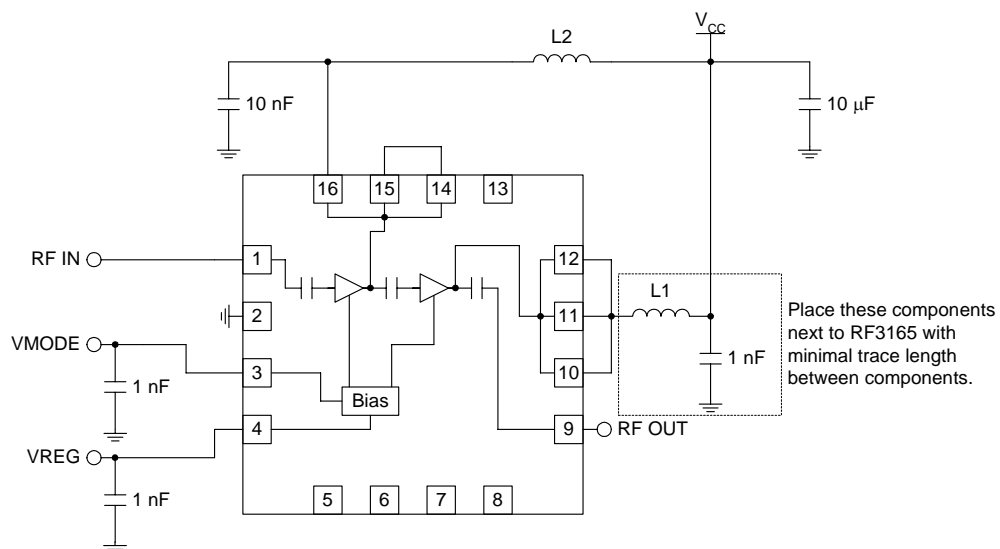 V_CC
L2
10 nF
10 μF
16
15
14
13
RF IN
1
12
L1
Place these components
next to RF3165 with
minimal trace length
between components.
2
11
VMODE
1 nF
3
10
1 nF
Bias
4
9
RF OUT
VREG
1 nF
5
6
7
8